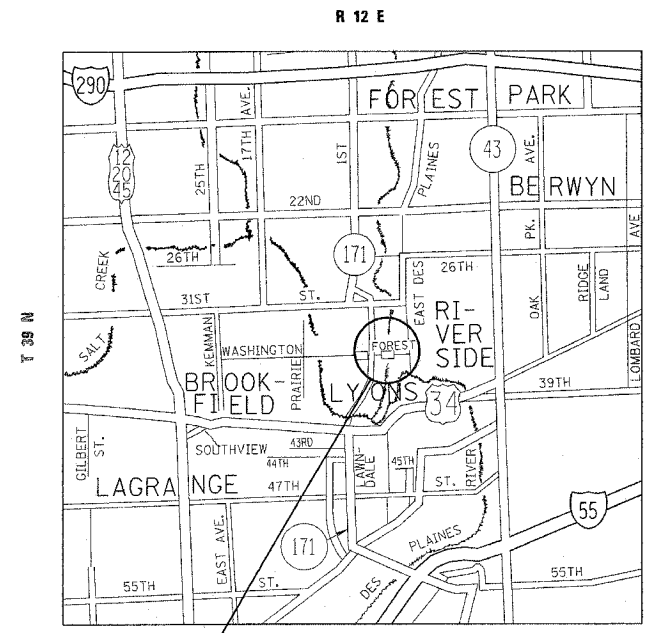 R 12 E
T 39 N
290
FOREST PARK
12
20
45
25TH
17TH AVE.
1ST
PLAINES
43
AVE.
BERWYN
22ND
PK.
AVE
171
CREEK
26TH
26TH
EAST DES
OAK
RIDGE
LAND
31ST ST.
SALT
KEMMAN
WASHINGTON
PRAIRIE
FOREST
RI-
VER
SIDE
LOMBARD
BROOK-
FIELD
LYONS
34
39TH
GILBERT
ST.
SOUTHVIEW
43RD
44TH
LAWN-
DALE
45TH
RIVER
LAGRANGE
47TH
ST.
55
EAST AVE.
171
PLAINES
DES
55TH
ST.
55TH